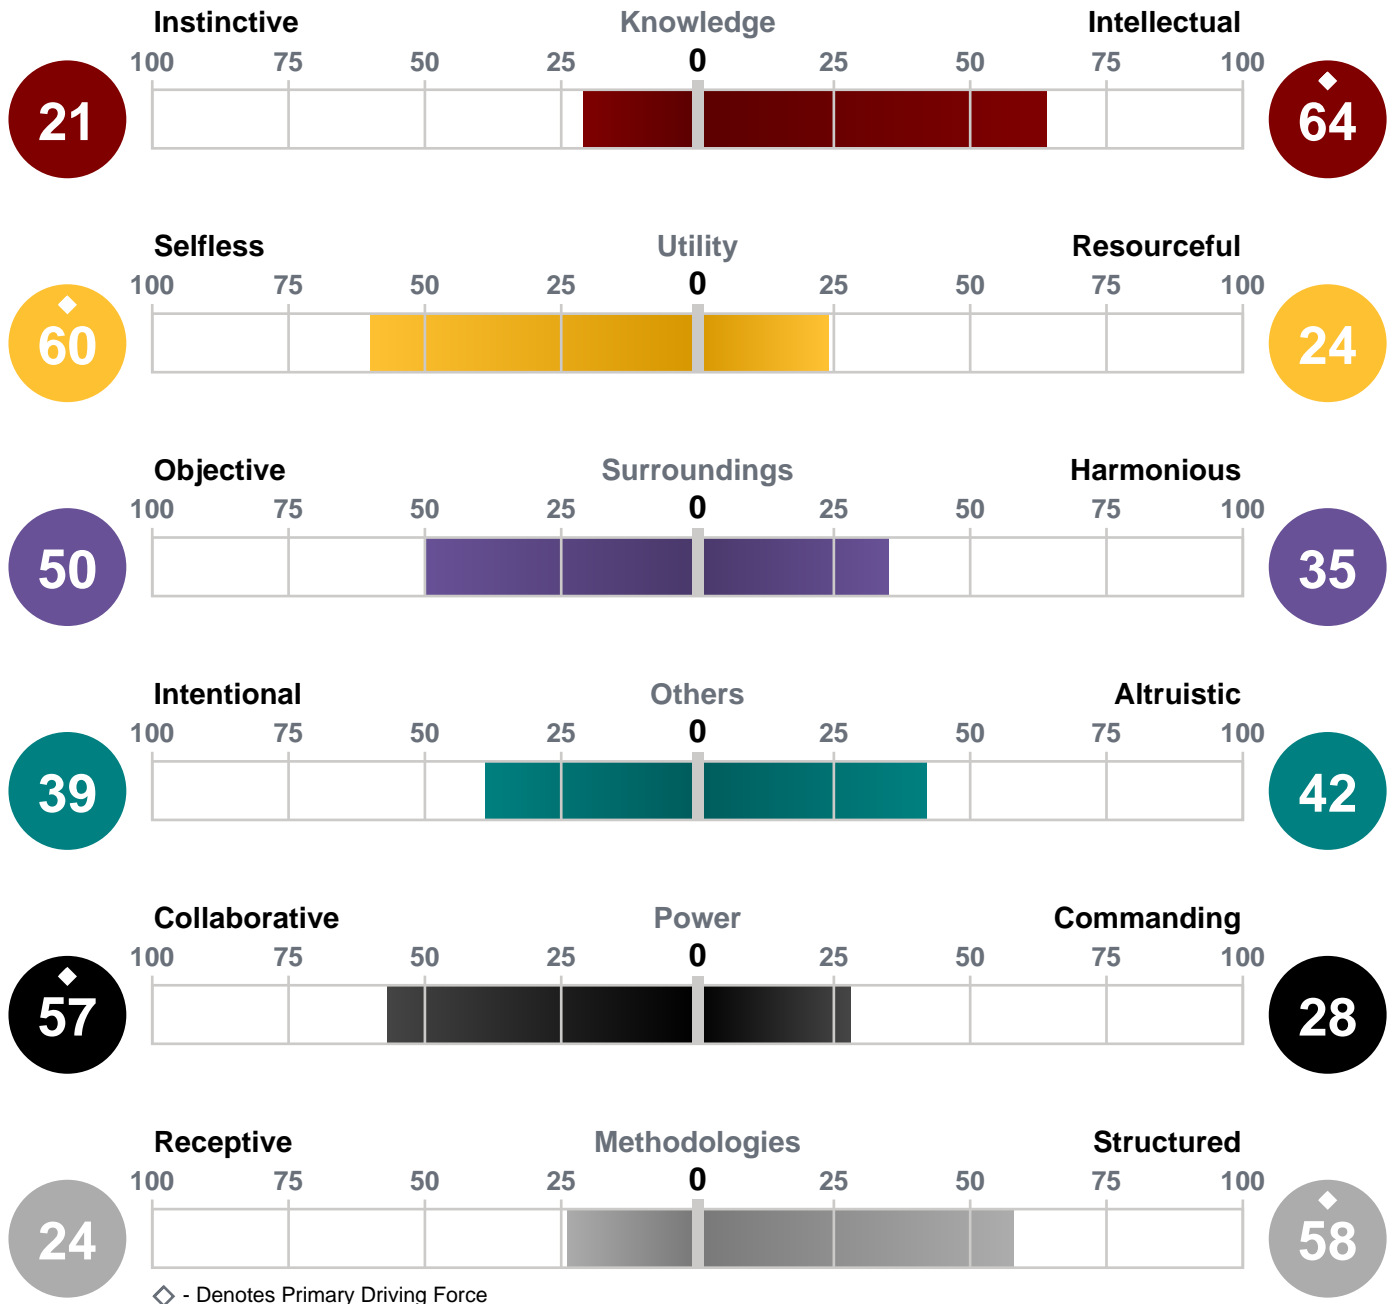 Instinctive Knowledge Intellectual
100 75 50 25 0 25 50 75 100
21 64
Selfless Utility Resourceful
100 75 50 25 0 25 50 75 100
60 24
Objective Surroundings Harmonious
100 75 50 25 0 25 50 75 100
50 35
Intentional Others Altruistic
100 75 50 25 0 25 50 75 100
39 42
Collaborative Power Commanding
100 75 50 25 0 25 50 75 100
57 28
Receptive Methodologies Structured
100 75 50 25 0 25 50 75 100
24 58
- Denotes Primary Driving Force